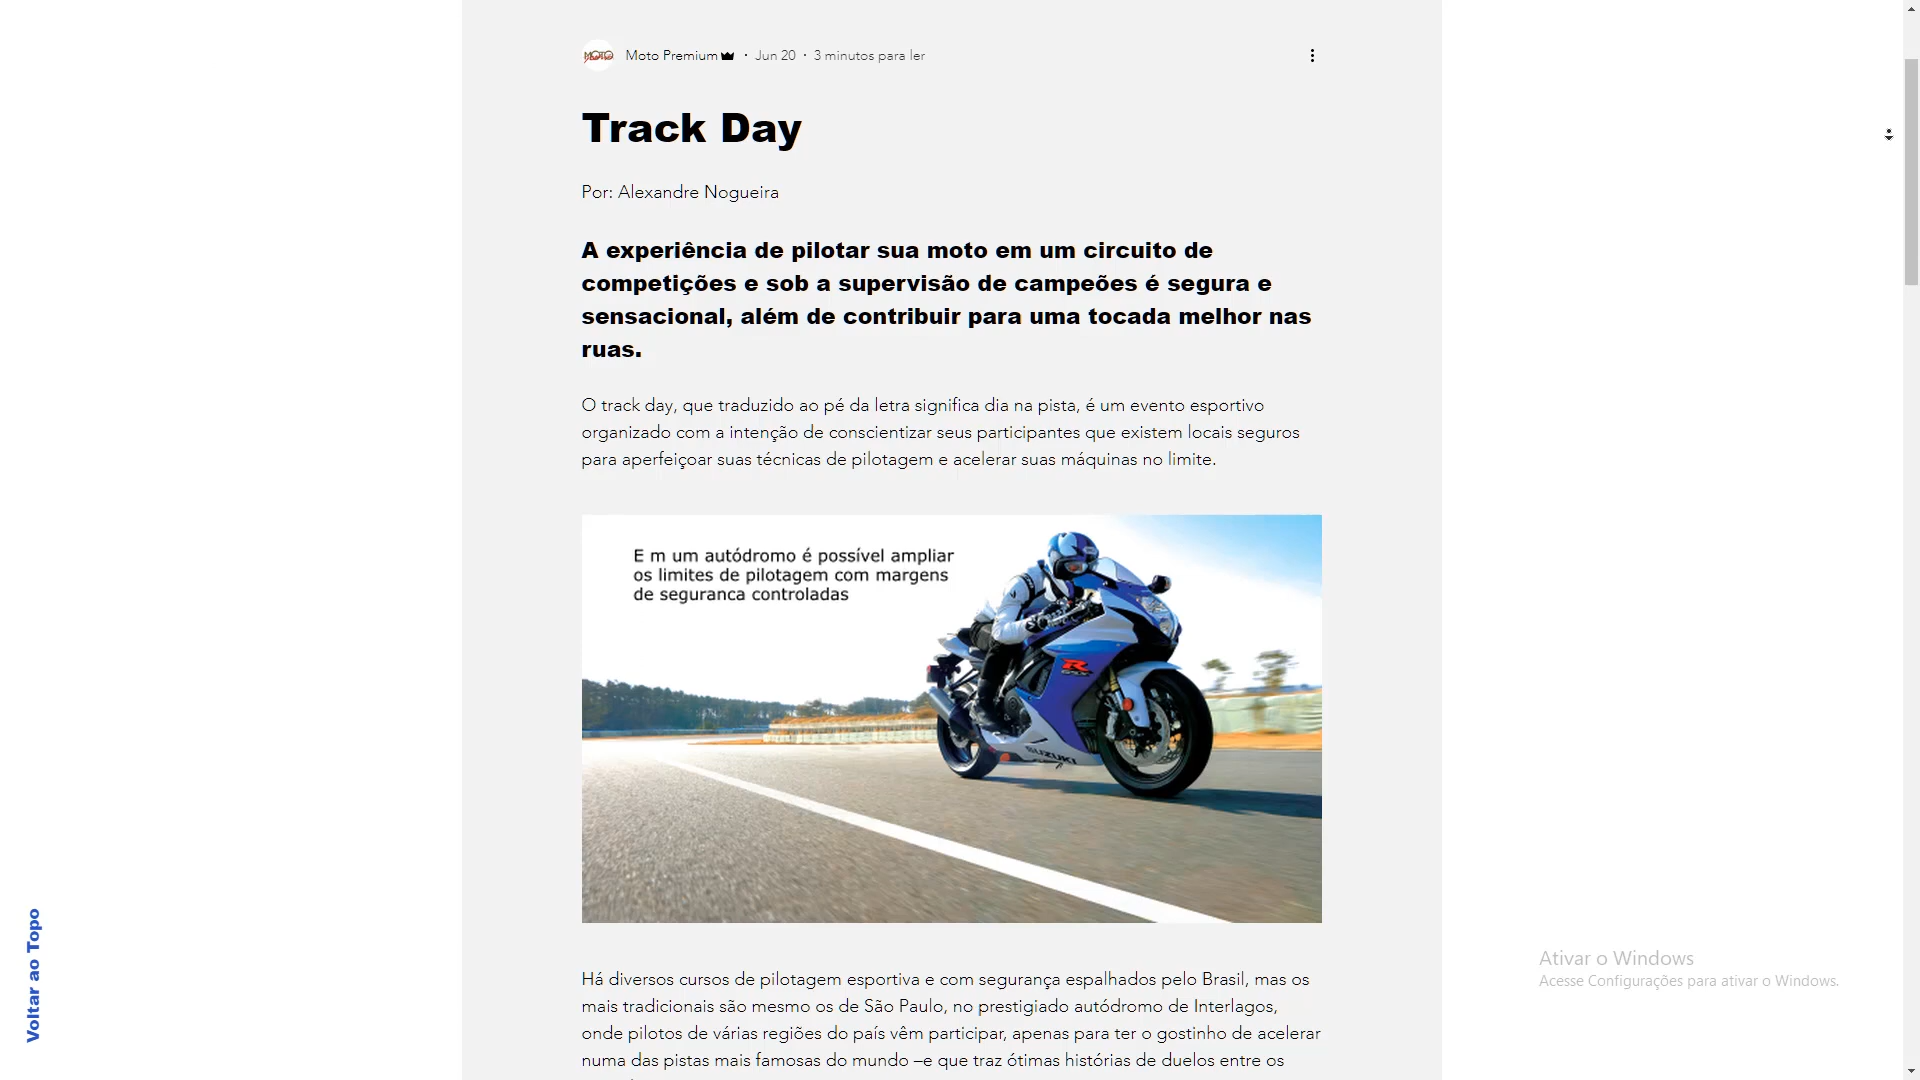 MOTO
Moto Premium · Jun 20 · 3 minutos para ler
Track Day
Por: Alexandre Nogueira
A experiência de pilotar sua moto em um circuito de
competições e sob a supervisão de campeões é segura e
sensacional, além de contribuir para uma tocada melhor nas
ruas.
O track day, que traduzido ao pé da letra significa dia na pista, é um evento esportivo
organizado com a intenção de conscientizar seus participantes que existem locais seguros
para aperfeiçoar suas técnicas de pilotagem e acelerar suas máquinas no limite.
E m um autódromo é possível ampliar
os limites de pilotagem com margens
de seguranca controladas
R
SUZUKI
Há diversos cursos de pilotagem esportiva e com segurança espalhados pelo Brasil, mas os
mais tradicionais são mesmo os de São Paulo, no prestigiado autódromo de Interlagos,
onde pilotos de várias regiões do país vêm participar, apenas para ter o gostinho de acelerar
numa das pistas mais famosas do mundo –e que traz ótimas histórias de duelos entre os
Voltar ao Topo
Ativar o Windows
Acesse Configurações para ativar o Windows.